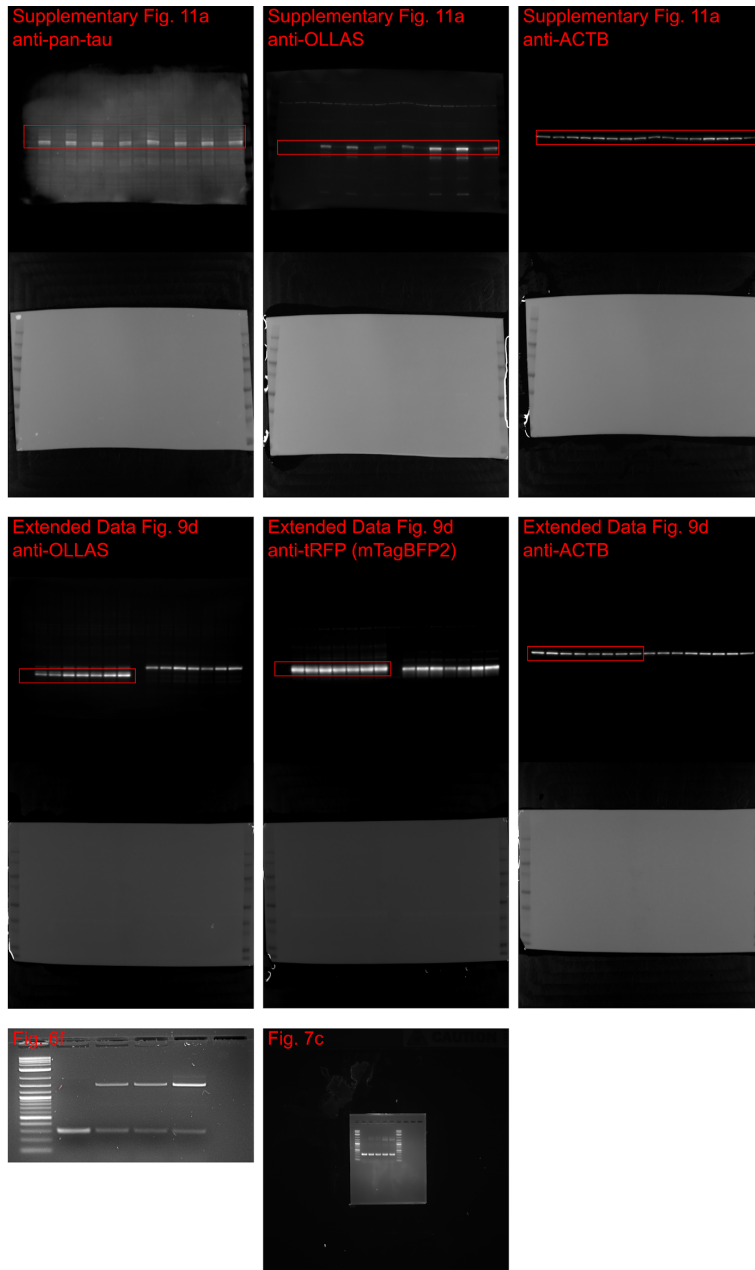 Supplementary Fig. 11a
anti-pan-tau
Supplementary Fig. 11a
anti-OLLAS
Supplementary Fig. 11a
anti-ACTB
Extended Data Fig. 9d
anti-OLLAS
Extended Data Fig. 9d
anti-tRFP (mTagBFP2)
Extended Data Fig. 9d
anti-ACTB
Fig. 6f
Fig. 7c